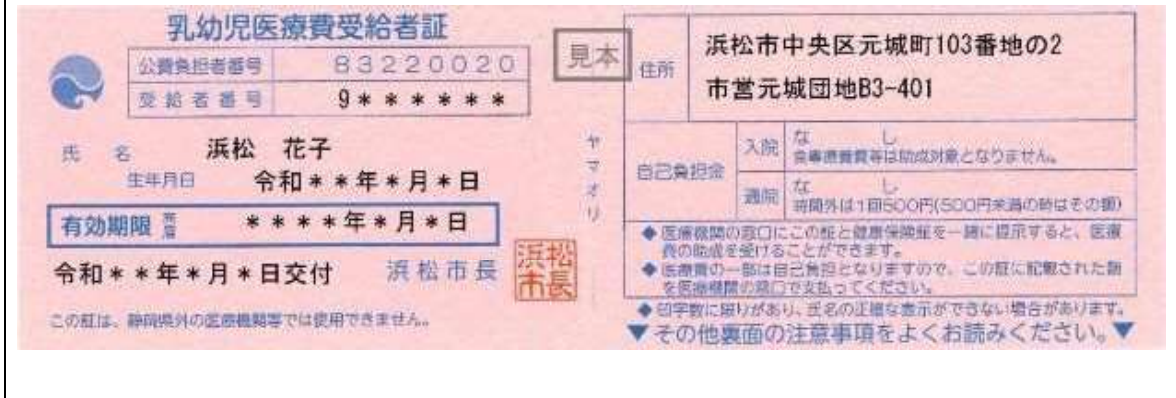 乳幼児医療費受給者証
公費負担者番号 83220020
受給者番号 9******
氏名 浜松 花子
生年月日 令和**年*月*日
有効期限 西暦 ****年*月*日
令和**年*月*日交付 浜松市長
浜松市長
この証は、静岡県外の医療機関等では使用できません。
ヤマオリ
見本
住所 浜松市中央区元城町103番地の2
市営元城団地B3-401
自己負担金 入院 なし
食事療養費等は助成対象となりません。
通院 なし
時間外は1回500円(500円未満の時はその額)
◆医療機関の窓口にこの証と健康保険証を一緒に提示すると、医療
費の助成を受けることができます。
◆医療費の一部は自己負担となりますので、この証に記載された額
を医療機関の窓口で支払ってください。
◆印字数に限りがあり、氏名の正確な表示ができない場合があります。
▼その他裏面の注意事項をよくお読みください。▼